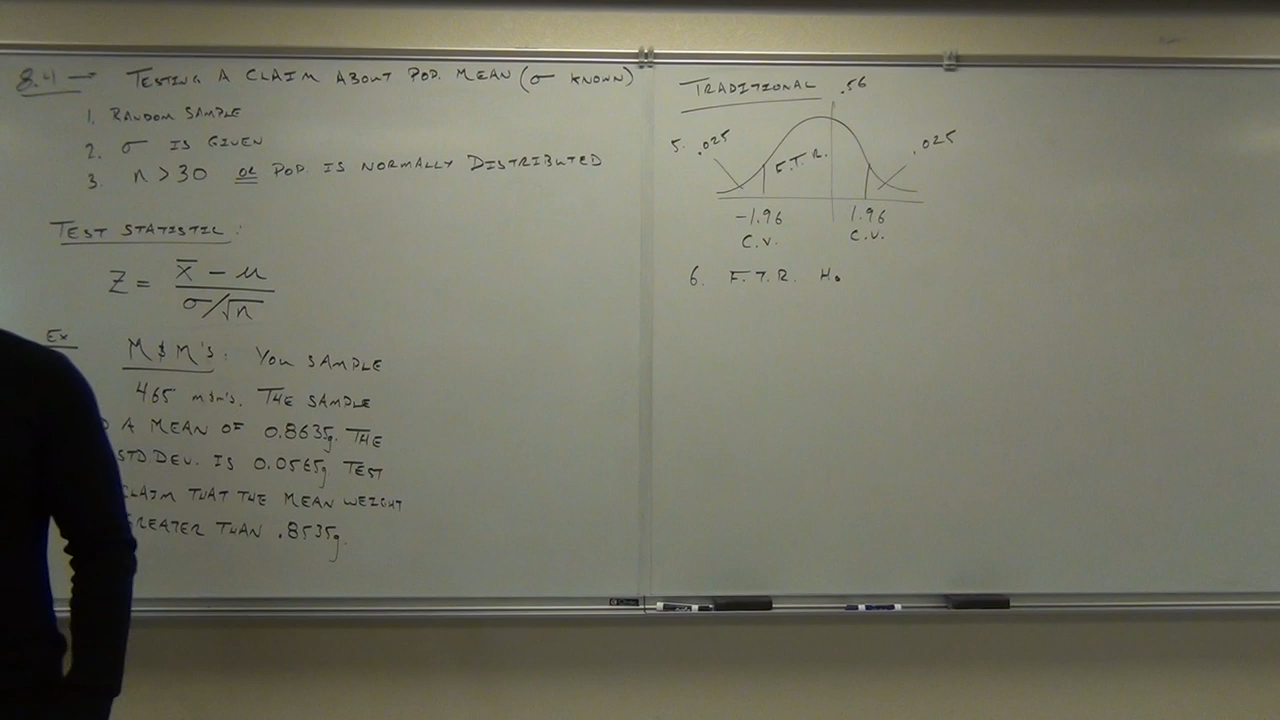 8.4 → TESTING A CLAIM ABOUT POP. MEAN (σ KNOWN)
1. RANDOM SAMPLE
2. σ IS GIVEN
3. n > 30 OR POP. IS NORMALLY DISTRIBUTED
TEST STATISTIC:
Z = x̄ - μ / σ/√n
Ex
M&M's: YOU SAMPLE
465 m&m's. THE SAMPLE
A MEAN OF 0.8635g. THE
STD.DEV. IS 0.0565g TEST
CLAIM THAT THE MEAN WEIGHT
GREATER THAN .8535g.
TRADITIONAL .56
5. .025 F.T.R. .025
-1.96 1.96
C.V. C.V.
6. F.T.R. H₀